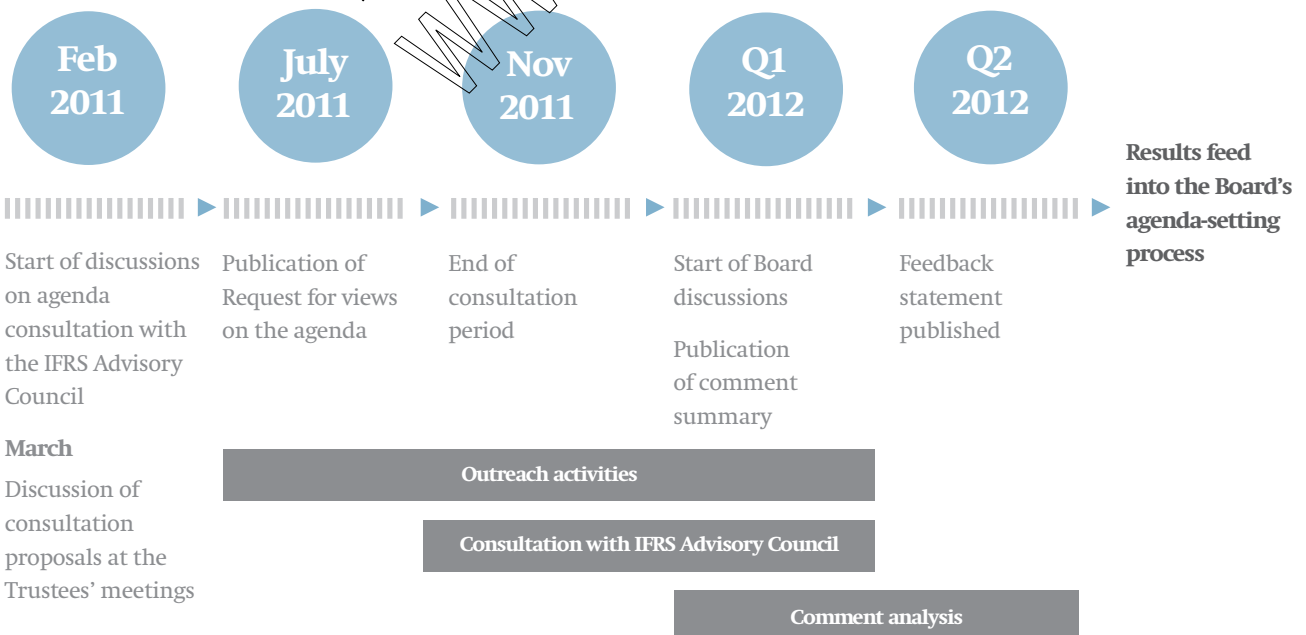 Feb
2011
July
2011
Nov
2011
Q1
2012
Q2
2012
Results feed
into the Board’s
agenda-setting
process
Start of discussions
on agenda
consultation with
the IFRS Advisory
Council
March
Discussion of
consultation
proposals at the
Trustees’ meetings
Publication of
Request for views
on the agenda
End of
consultation
period
Start of Board
discussions
Publication
of comment
summary
Feedback
statement
published
Outreach activities
Consultation with IFRS Advisory Council
Comment analysis